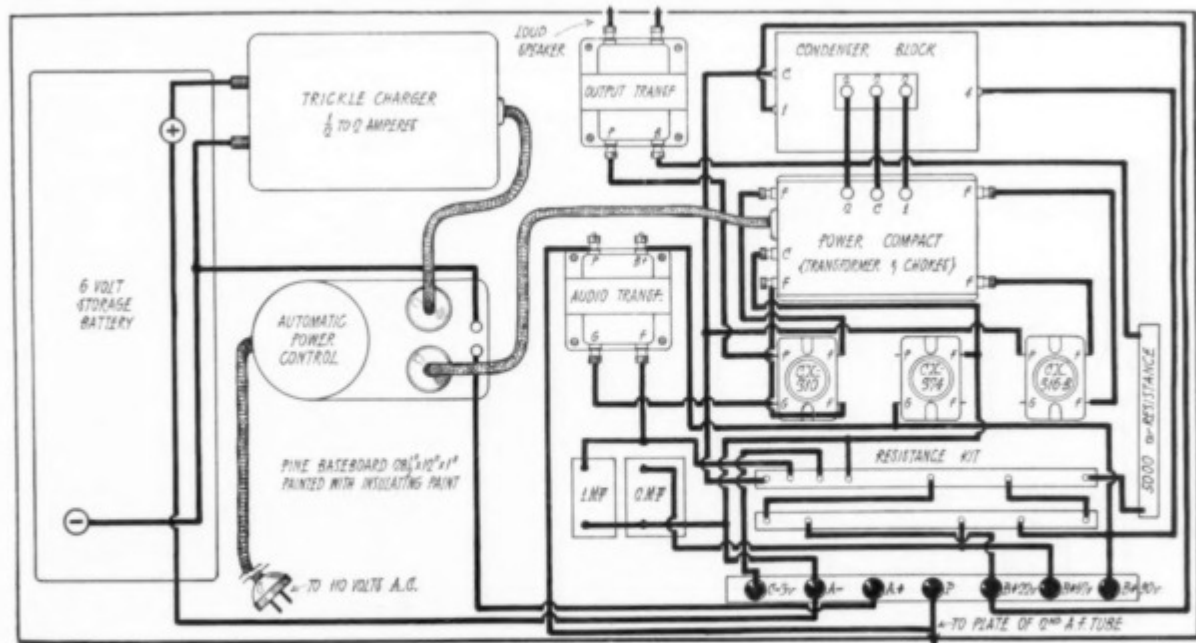 LOUD
SPEAKER
TRICKLE CHARGER
½ TO 2 AMPERES
OUTPUT TRANSF
P B
CONDENSER BLOCK
C
1
4
2 C 1
F
C
F
F
F
POWER COMPACT
(TRANSFORMER & CHOKES)
6 VOLT
STORAGE
BATTERY
+
−
AUTOMATIC
POWER
CONTROL
P B+
AUDIO TRANSF.
G F
P F
CX-
310
G F
P F
CX-
374
G F
P F
CX-
316-B
G F
5000 ω RESISTANCE
PINE BASEBOARD
PAINTED WITH INSULATING PAINT
RESISTANCE KIT
1 MF
2 MF
TO 110 VOLTS A.C.
A- A+ P
TO PLATE OF 2ND A.F. TUBE